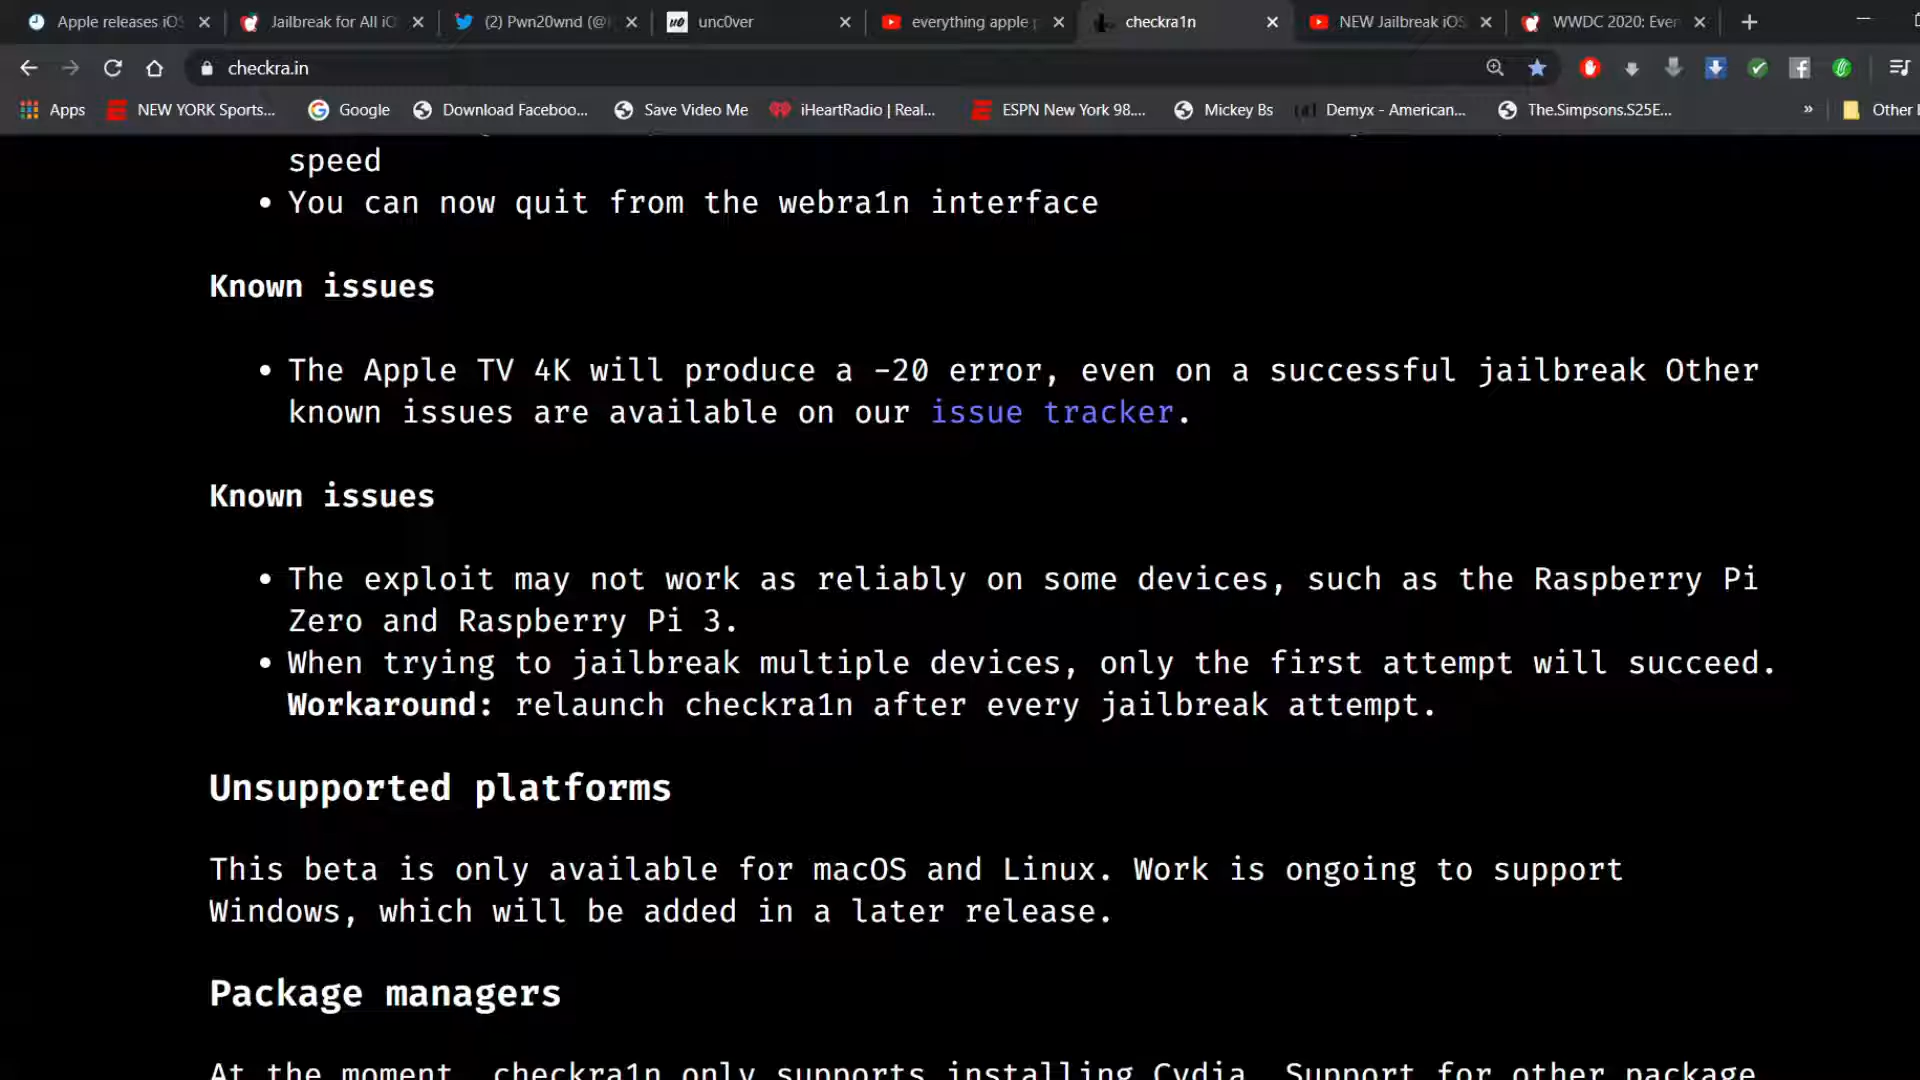 Apple releases iOS
Jailbreak for All iO
(2) Pwn20wnd (@
unc0ver
everything apple p
checkra1n
NEW Jailbreak iOS
WWDC 2020: Ever
checkra.in
Apps
NEW YORK Sports...
Google
Download Faceboo...
Save Video Me
iHeartRadio | Real...
ESPN New York 98....
Mickey Bs
Demyx - American...
The.Simpsons.S25E...
Other
speed
• You can now quit from the webra1n interface
Known issues
• The Apple TV 4K will produce a -20 error, even on a successful jailbreak Other
known issues are available on our issue tracker.
Known issues
• The exploit may not work as reliably on some devices, such as the Raspberry Pi
Zero and Raspberry Pi 3.
• When trying to jailbreak multiple devices, only the first attempt will succeed.
Workaround: relaunch checkra1n after every jailbreak attempt.
Unsupported platforms
This beta is only available for macOS and Linux. Work is ongoing to support
Windows, which will be added in a later release.
Package managers
At the moment, checkra1n only supports installing Cydia. Support for other package